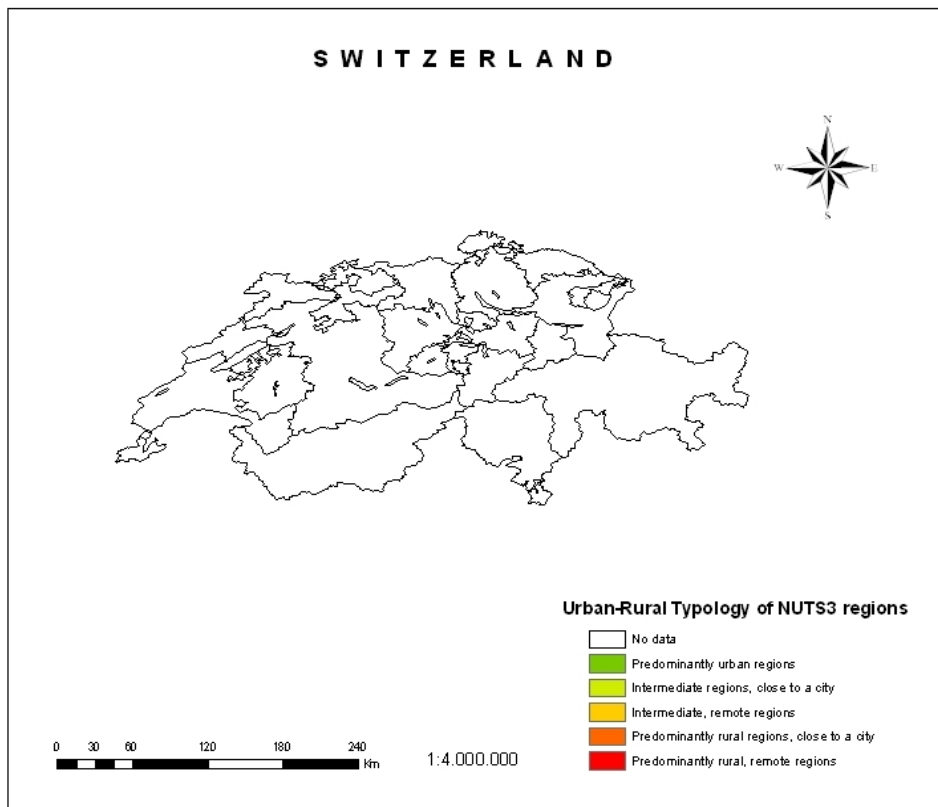 SWITZERLAND
N
W E
S
Urban-Rural Typology of NUTS3 regions
No data
Predominantly urban regions
Intermediate regions, close to a city
Intermediate, remote regions
Predominantly rural regions, close to a city
Predominantly rural, remote regions
0 30 60 120 180 240
Km
1:4.000.000